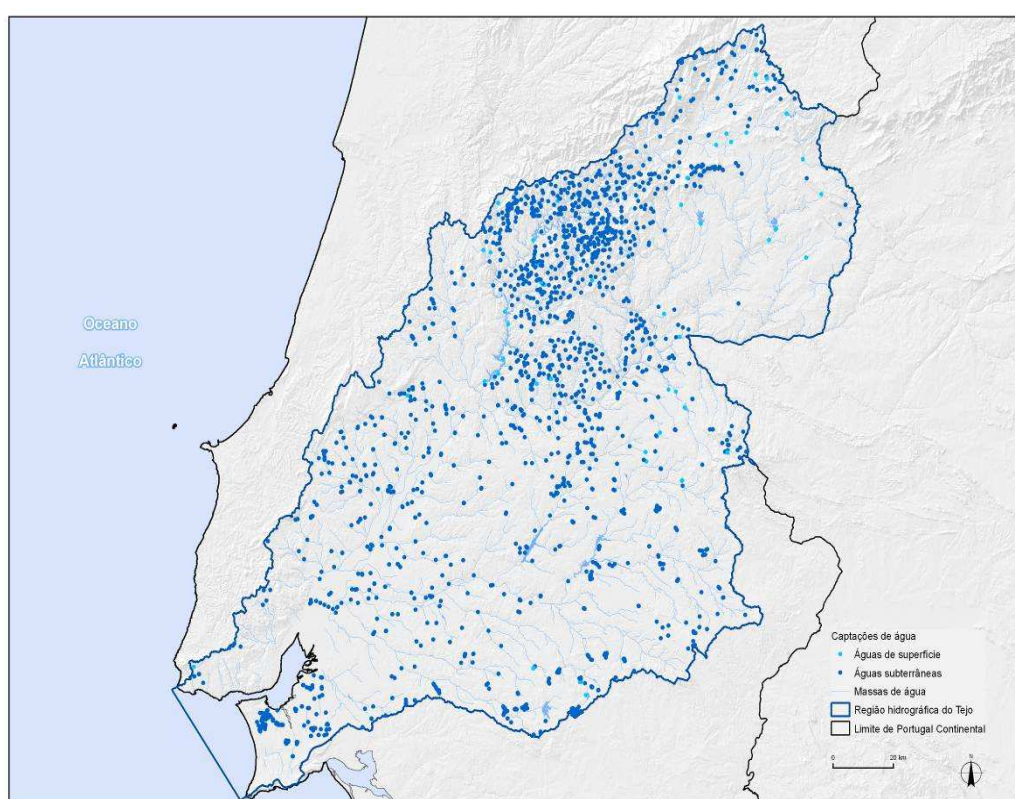 Oceano
Atlântico
Captações de água
Águas de superfície
Águas subterrâneas
Massas de água
Região hidrográfica do Tejo
Limite de Portugal Continental
0 20 km
N